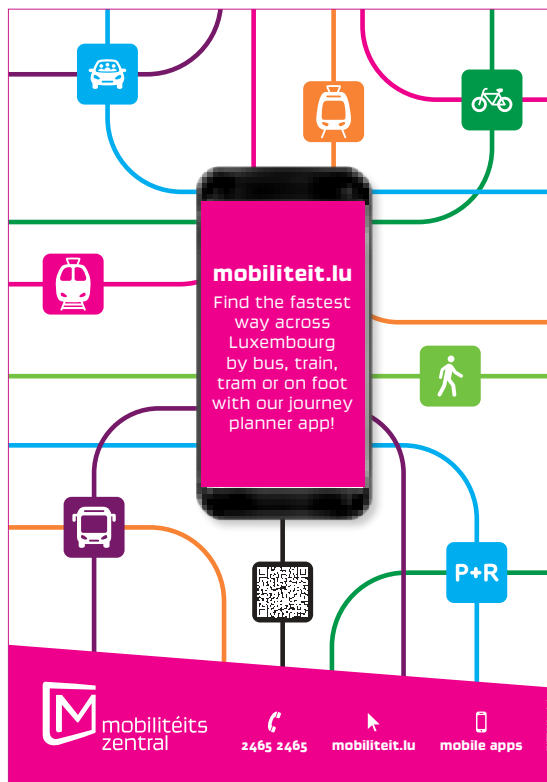 mobiliteit.lu
Find the fastest
way across
Luxembourg
by bus, train,
tram or on foot
with our journey
planner app!
P+R
mobilitéits
zentral
2465 2465
mobiliteit.lu
mobile apps